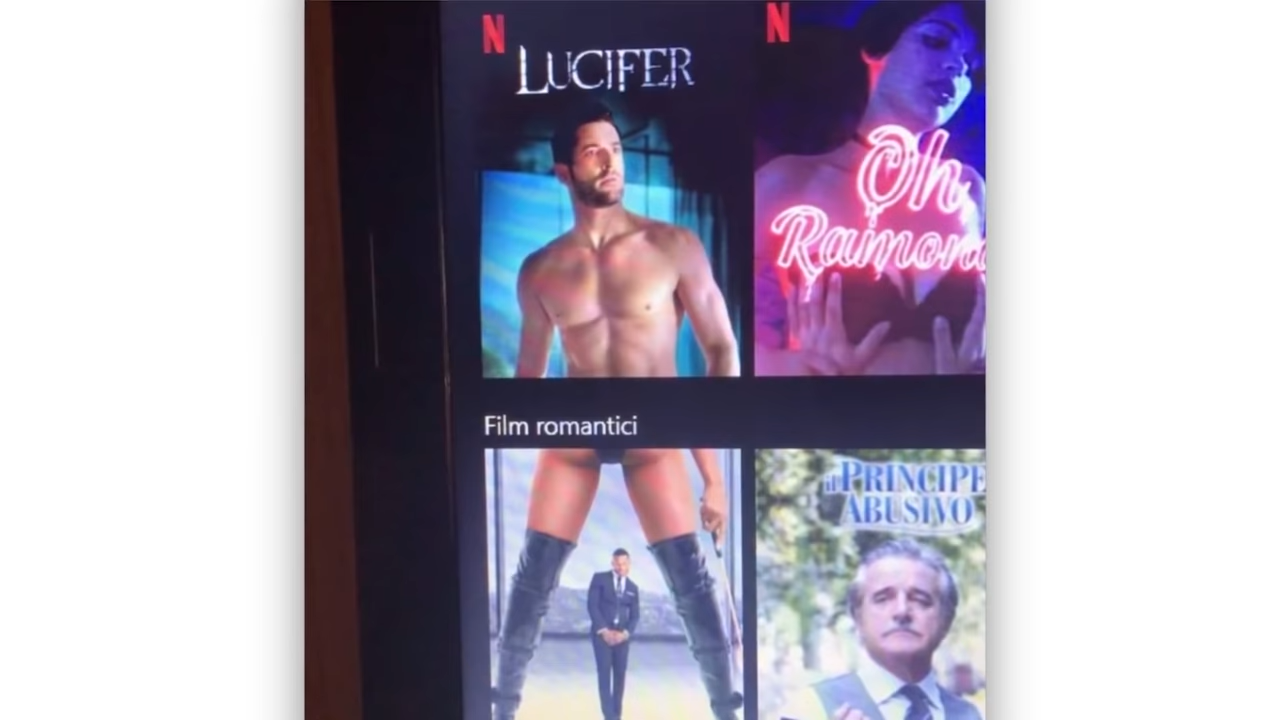 N
LUCIFER
N
Oh,
Ramona
Film romantici
il PRINCIPE
ABUSIVO